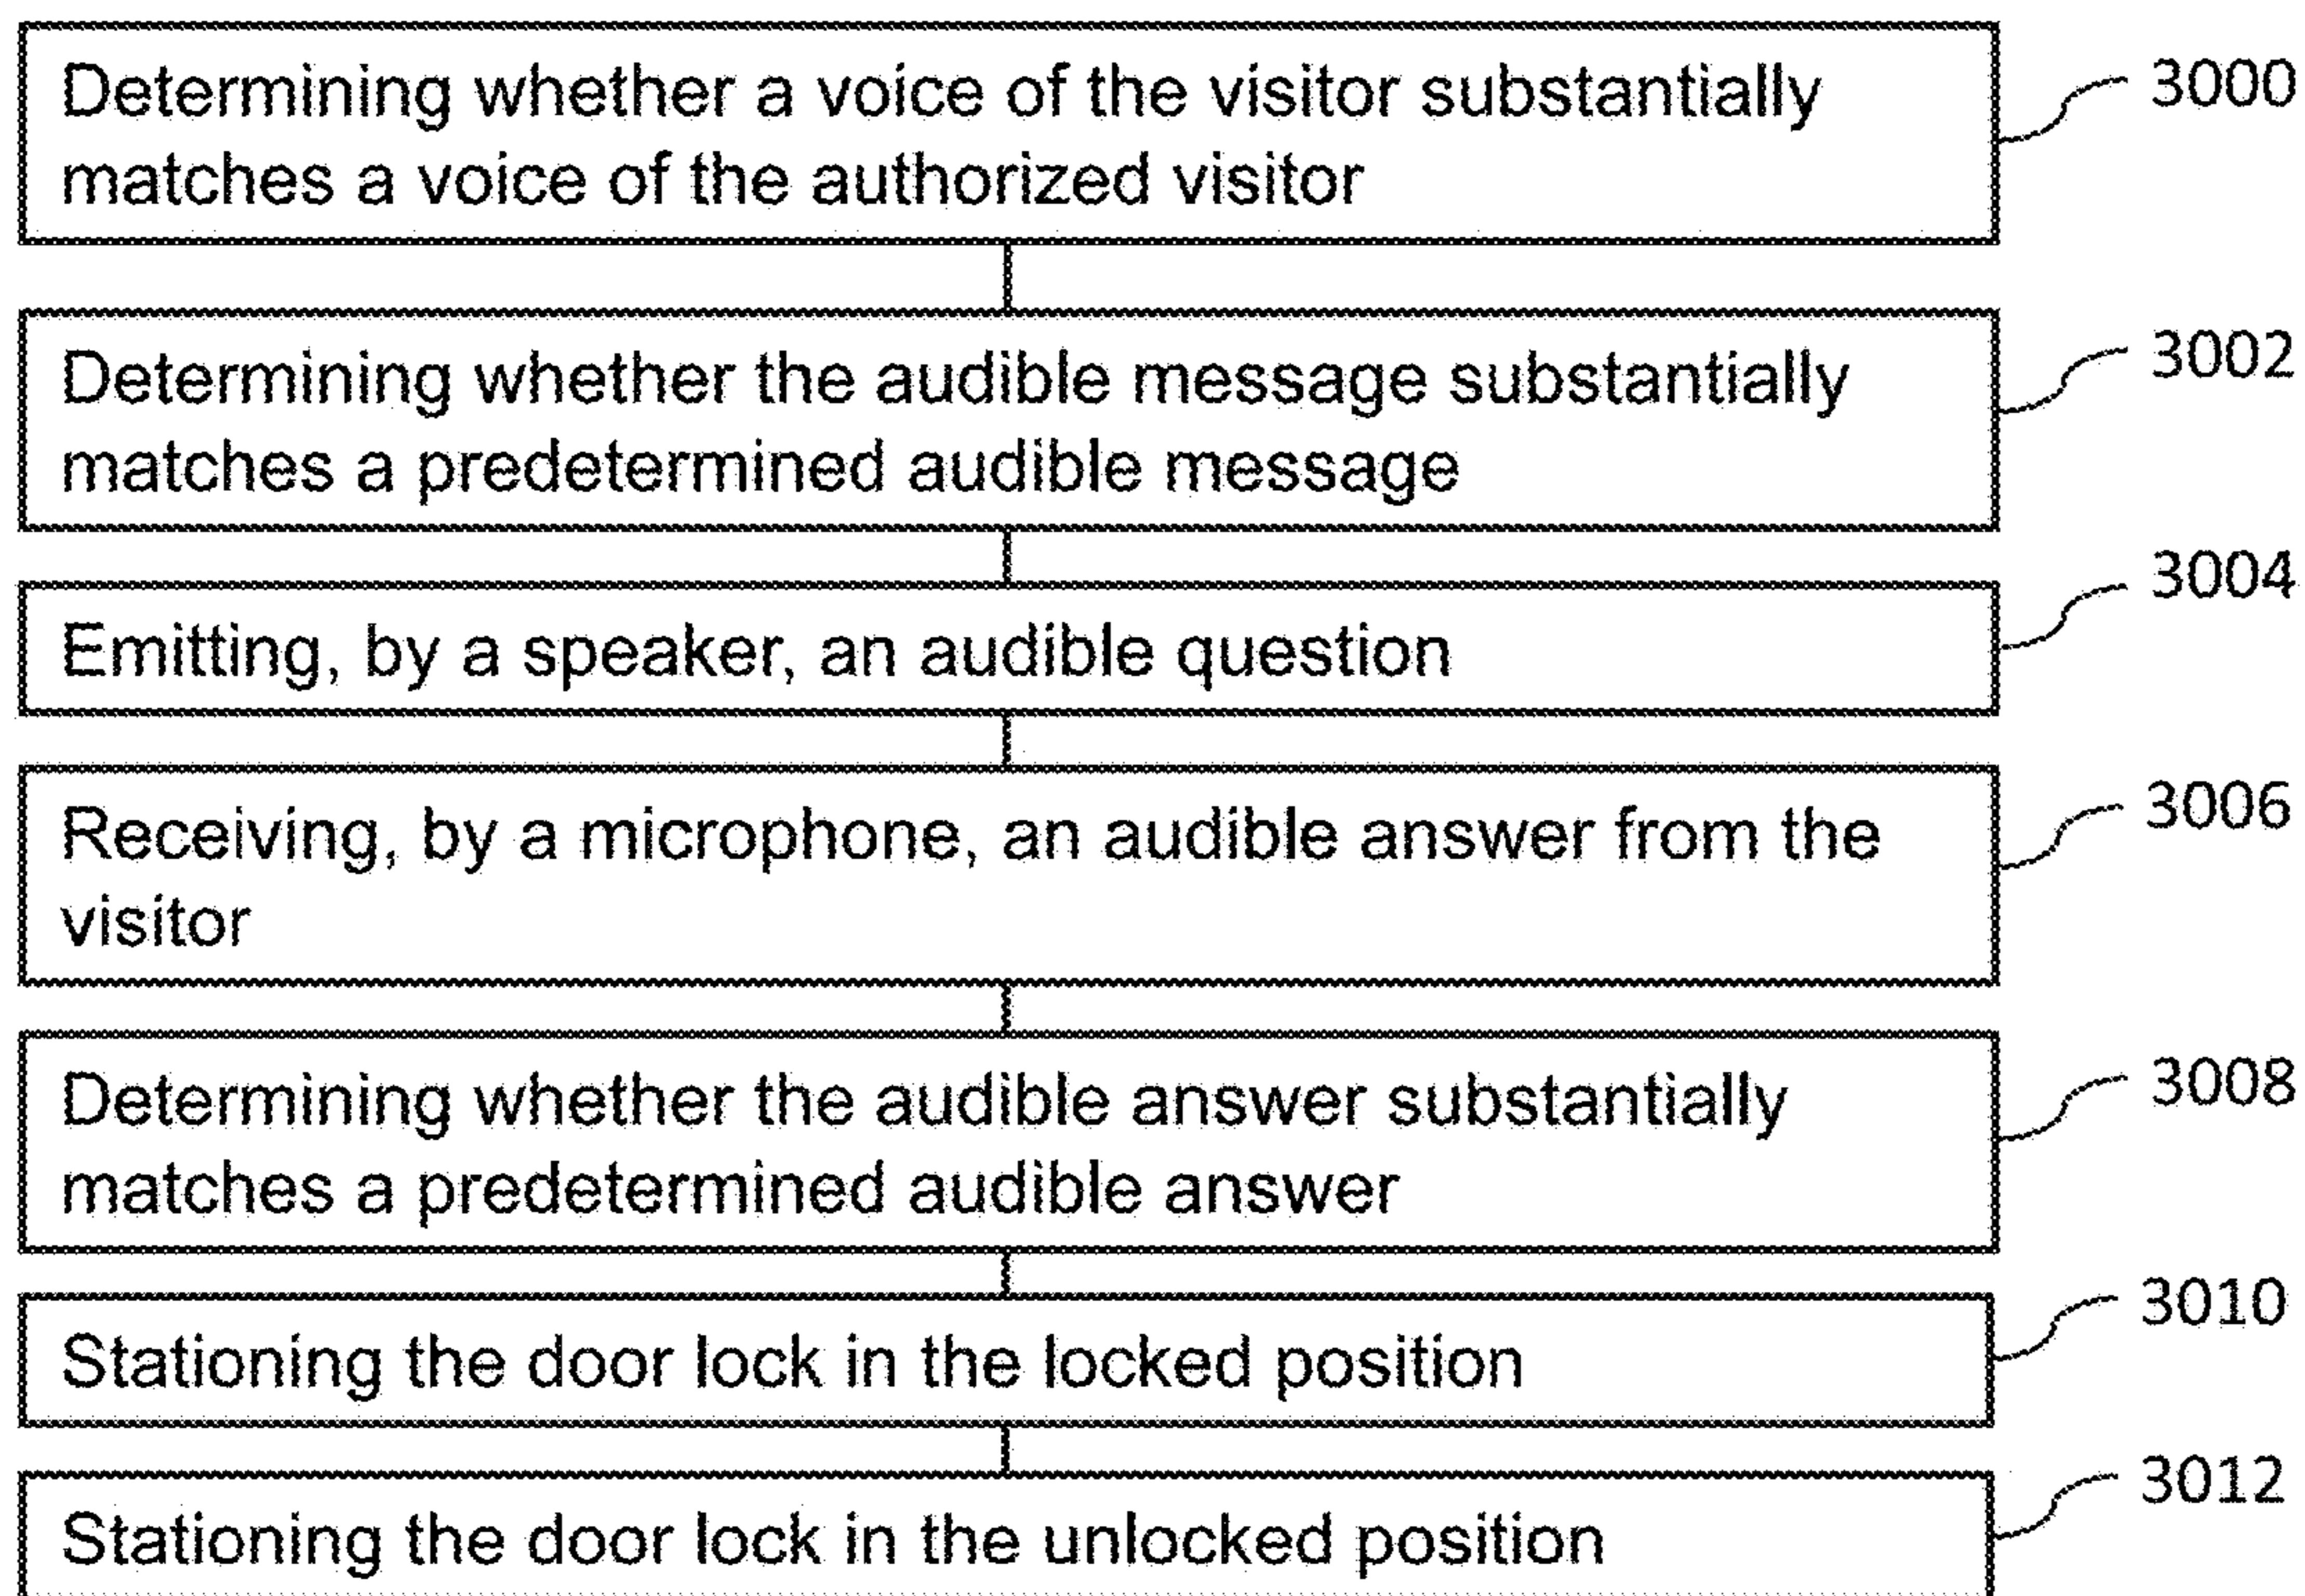 Determining whether a voice of the visitor substantially
matches a voice of the authorized visitor
3000
Determining whether the audible message substantially
matches a predetermined audible message
3002
Emitting, by a speaker, an audible question
3004
Receiving, by a microphone, an audible answer from the
visitor
3006
Determining whether the audible answer substantially
matches a predetermined audible answer
3008
Stationing the door lock in the locked position
3010
Stationing the door lock in the unlocked position
3012